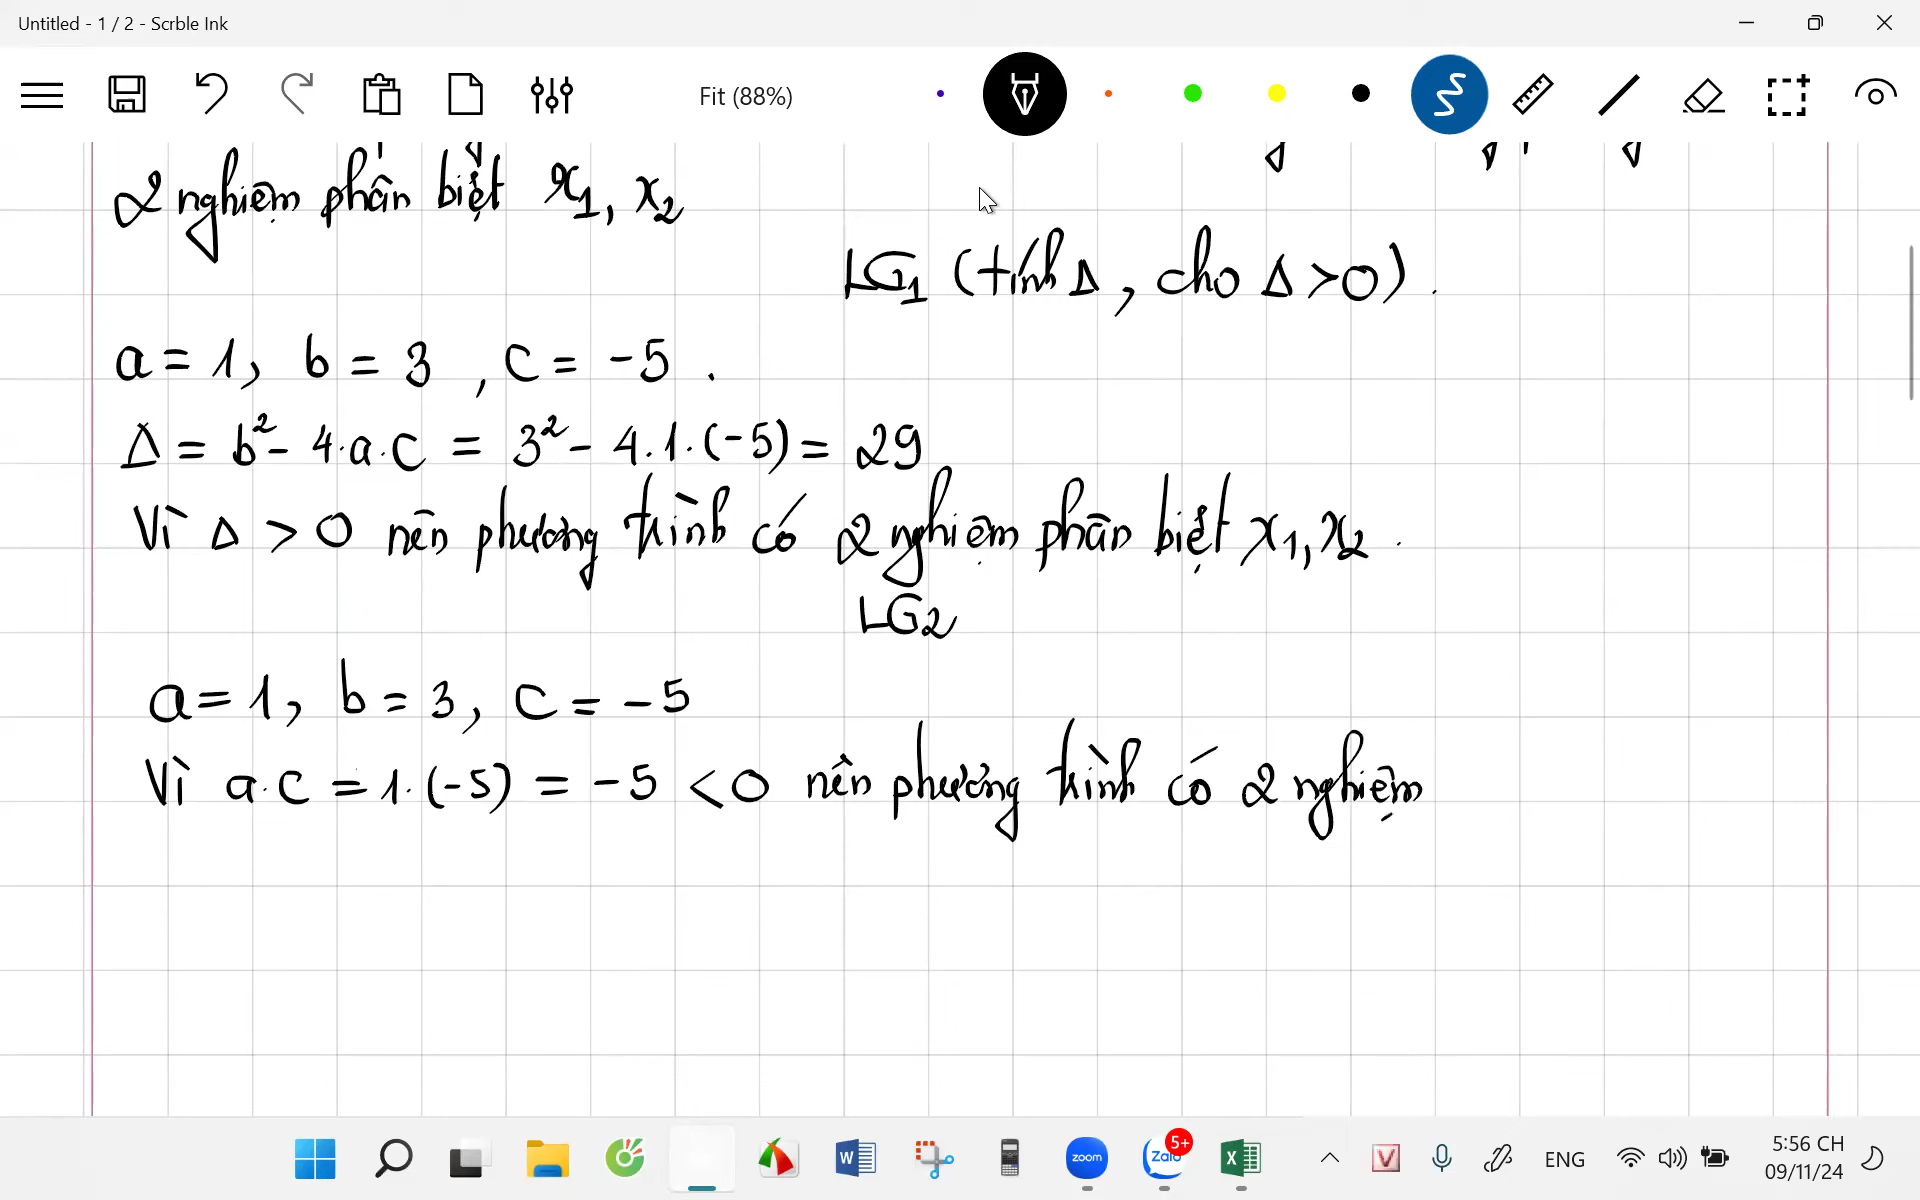 Untitled - 1 / 2 - Scrble Ink
Fit (88%)
2 nghiệm phân biệt x₁, x₂
LG₁ (tính Δ, cho Δ > 0).
a = 1, b = 3, c = -5.
Δ = b² - 4.a.c = 3² - 4.1.(-5) = 29
Vì Δ > 0 nên phương trình có 2 nghiệm phân biệt x₁, x₂.
LG2
a = 1, b = 3, c = -5
Vì a.c = 1.(-5) = -5 < 0 nên phương trình có 2 nghiệm
zoom
Zalo
5+
W
X
V
ENG
5:56 CH
09/11/24